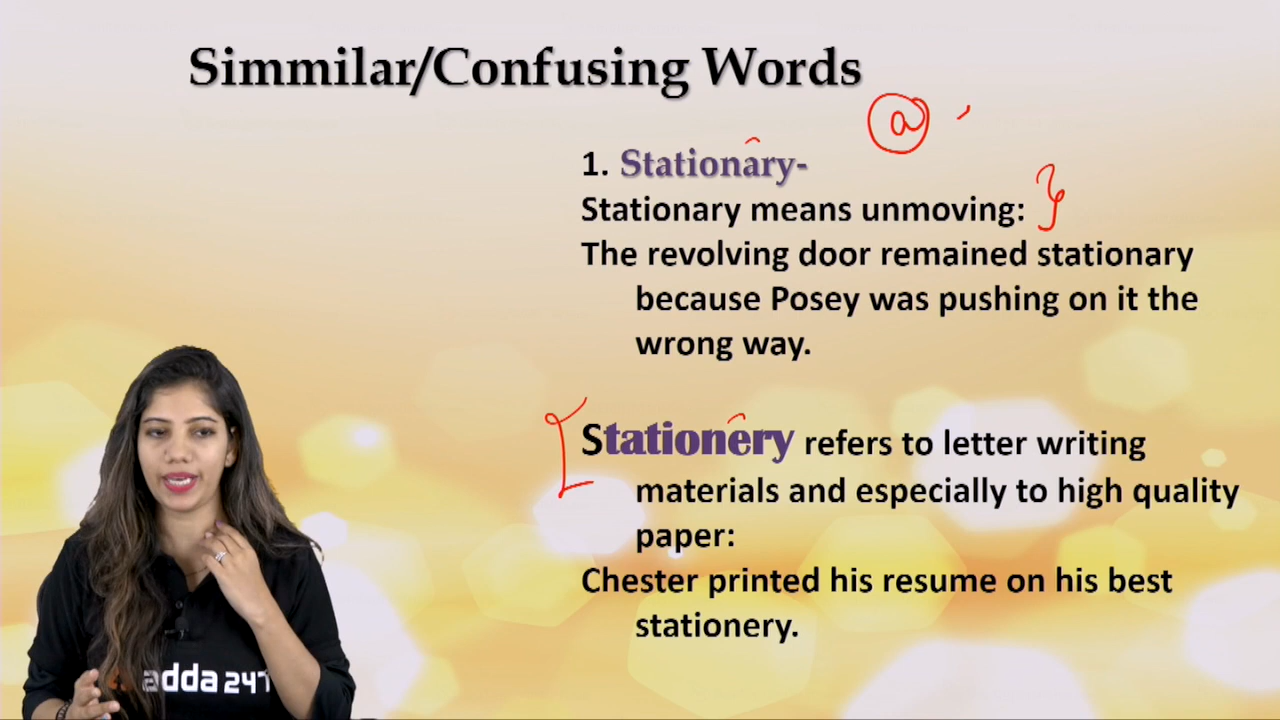 Simmilar/Confusing Words
a
1. Stationary-
Stationary means unmoving:
The revolving door remained stationary
because Posey was pushing on it the
wrong way.
Stationery refers to letter writing
materials and especially to high quality
paper:
Chester printed his resume on his best
stationery.
adda 247